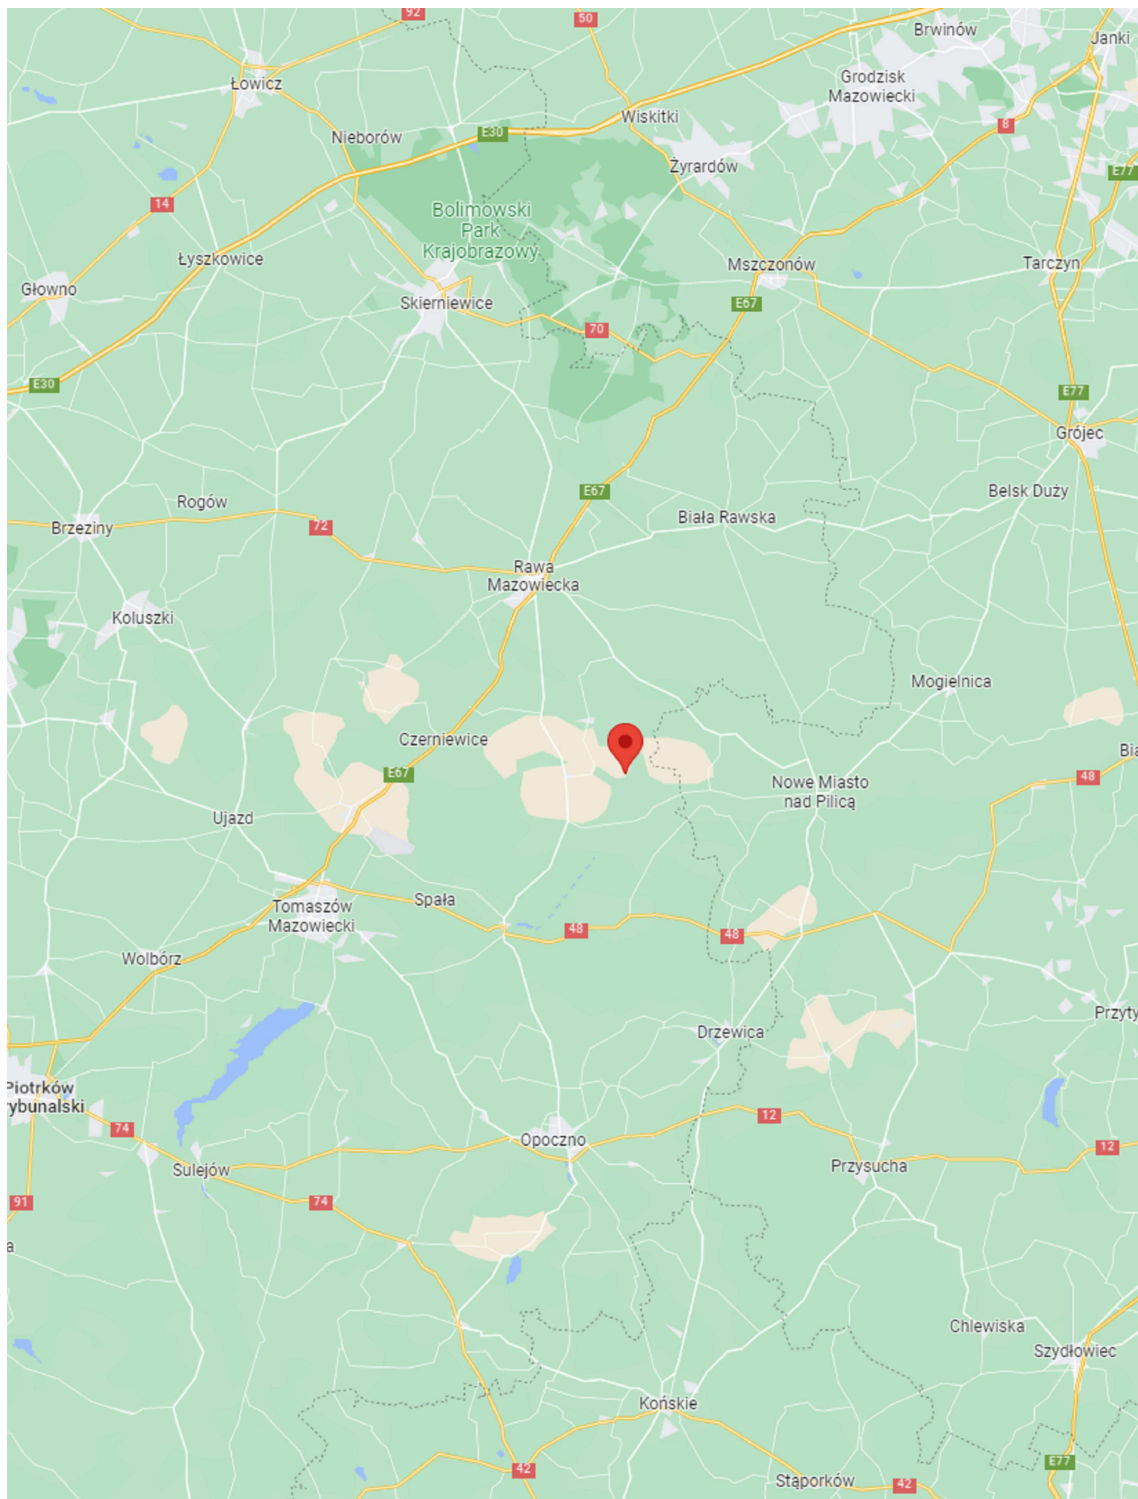 92
50
Brwinów
Janki
Łowicz
Grodzisk
Mazowiecki
Wiskitki
8
Nieborów
E30
Żyrardów
E77
14
Bolimowski
Park
Krajobrazowy
Łyszkowice
Mszczonów
Tarczyn
Głowno
Skierniewice
E67
70
E30
E77
Grójec
E67
Belsk Duży
Rogów
Biała Rawska
Brzeziny
72
Rawa
Mazowiecka
Koluszki
Mogielnica
Czerniewice
Bia
E67
48
Nowe Miasto
nad Pilicą
Ujazd
Spała
Tomaszów
Mazowiecki
48
48
Wolbórz
Przyty
Drzewica
Piotrków
rybunalski
74
12
Opoczno
12
Sulejów
Przysucha
91
74
a
Chlewiska
Szydłowiec
Końskie
E77
42
Stąporków
42